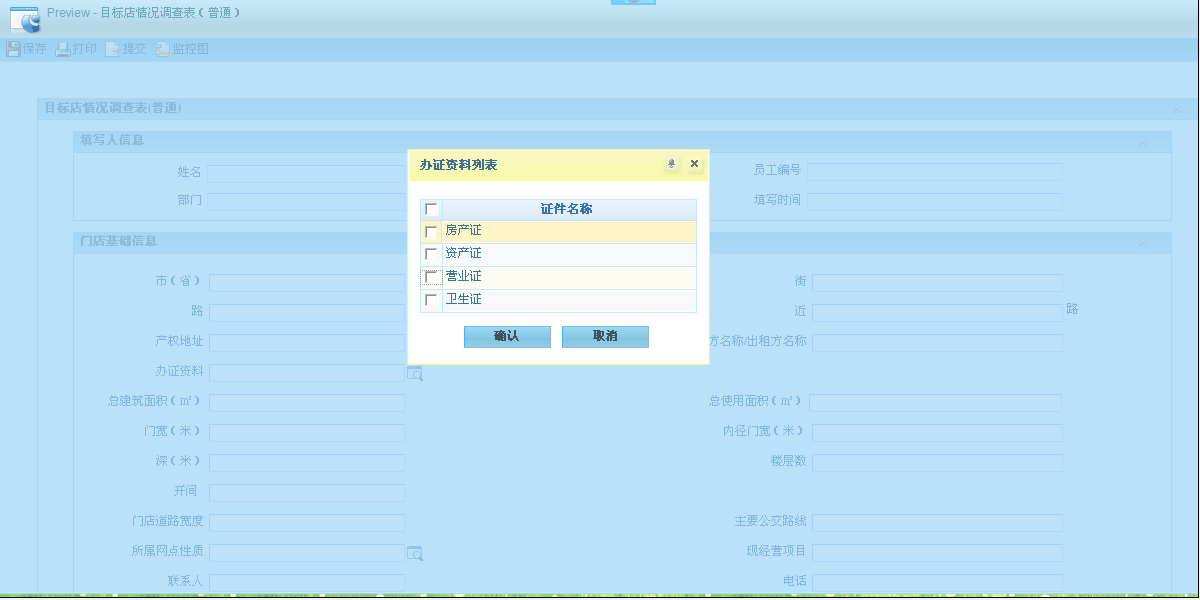 Preview - 目标店情况调查表（普通）
保存 打印 提交 监控图
目标店情况调查表(普通)
填写人信息
姓名 员工编号
部门 填写时间
门店基础信息
市（省） 街
路 近 路
产权地址 方名称/出租方名称
办证资料
总建筑面积（㎡） 总使用面积（㎡）
门宽（米） 内径门宽（米）
深（米） 楼层数
开间
门店道路宽度 主要公交路线
所属网点性质 现经营项目
联系人 电话
办证资料列表
证件名称
房产证
资产证
营业证
卫生证
确认 取消